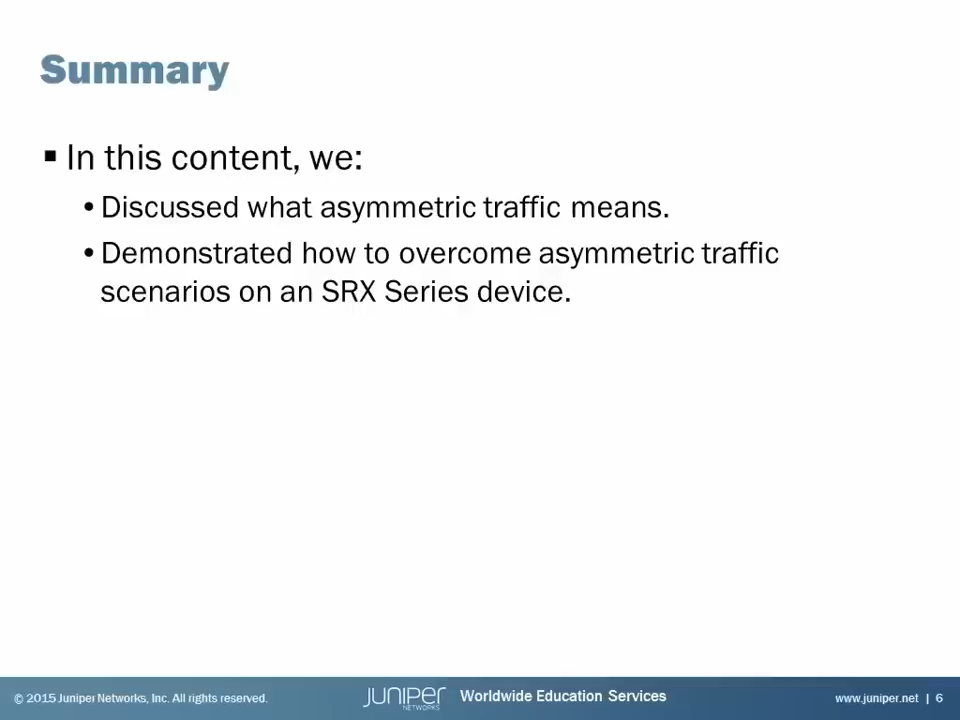 Summary
▪ In this content, we:
• Discussed what asymmetric traffic means.
• Demonstrated how to overcome asymmetric traffic
scenarios on an SRX Series device.
© 2015 Juniper Networks, Inc. All rights reserved.
JUNIPER
NETWORKS
Worldwide Education Services
www.juniper.net | 6